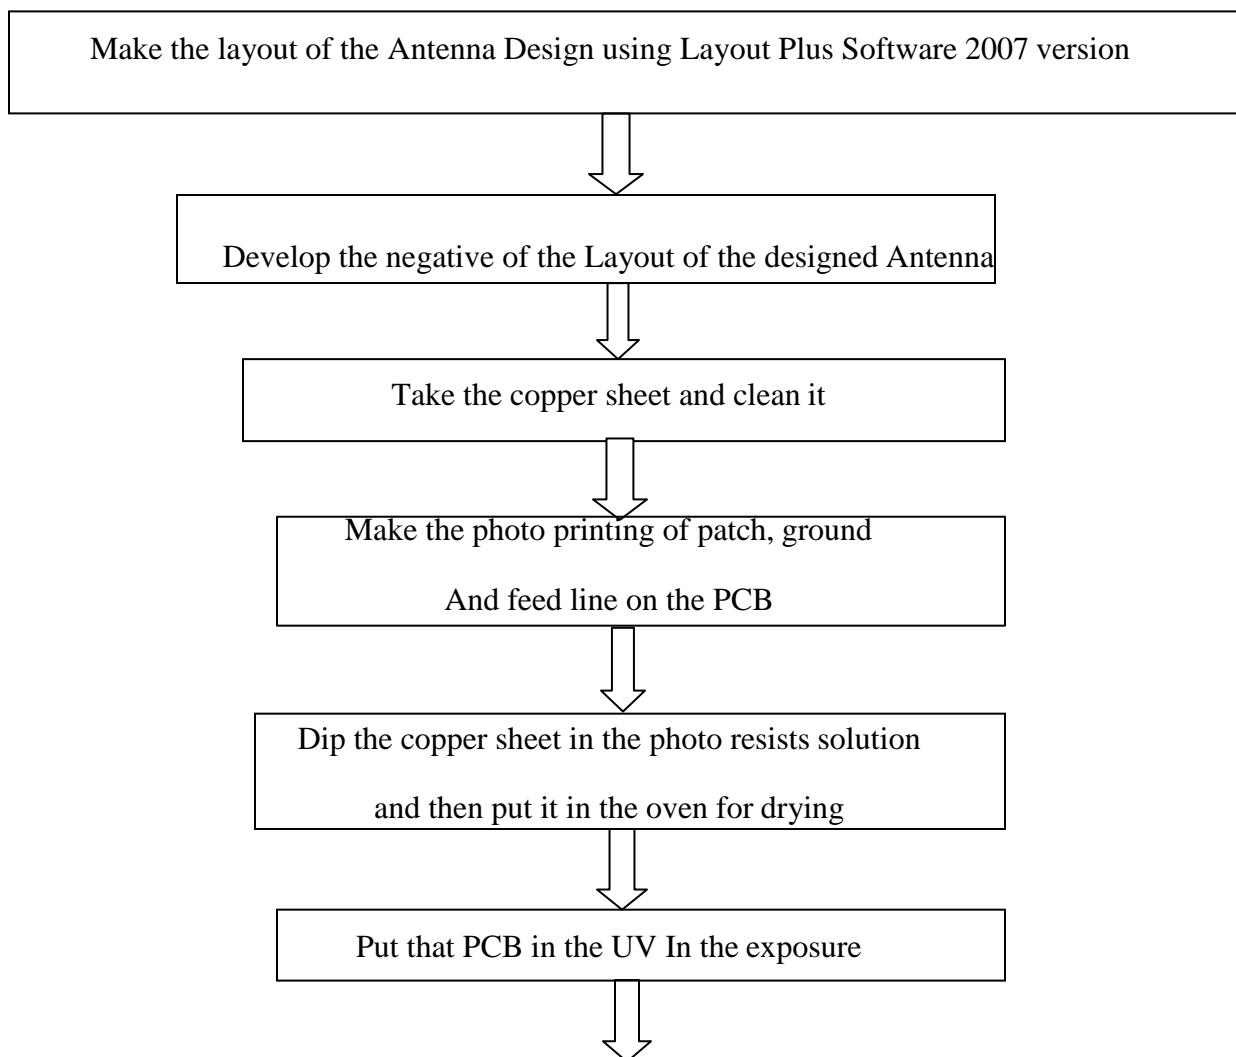 Make the layout of the Antenna Design using Layout Plus Software 2007 version
Develop the negative of the Layout of the designed Antenna
Take the copper sheet and clean it
Make the photo printing of patch, ground
And feed line on the PCB
Dip the copper sheet in the photo resists solution
and then put it in the oven for drying
Put that PCB in the UV In the exposure